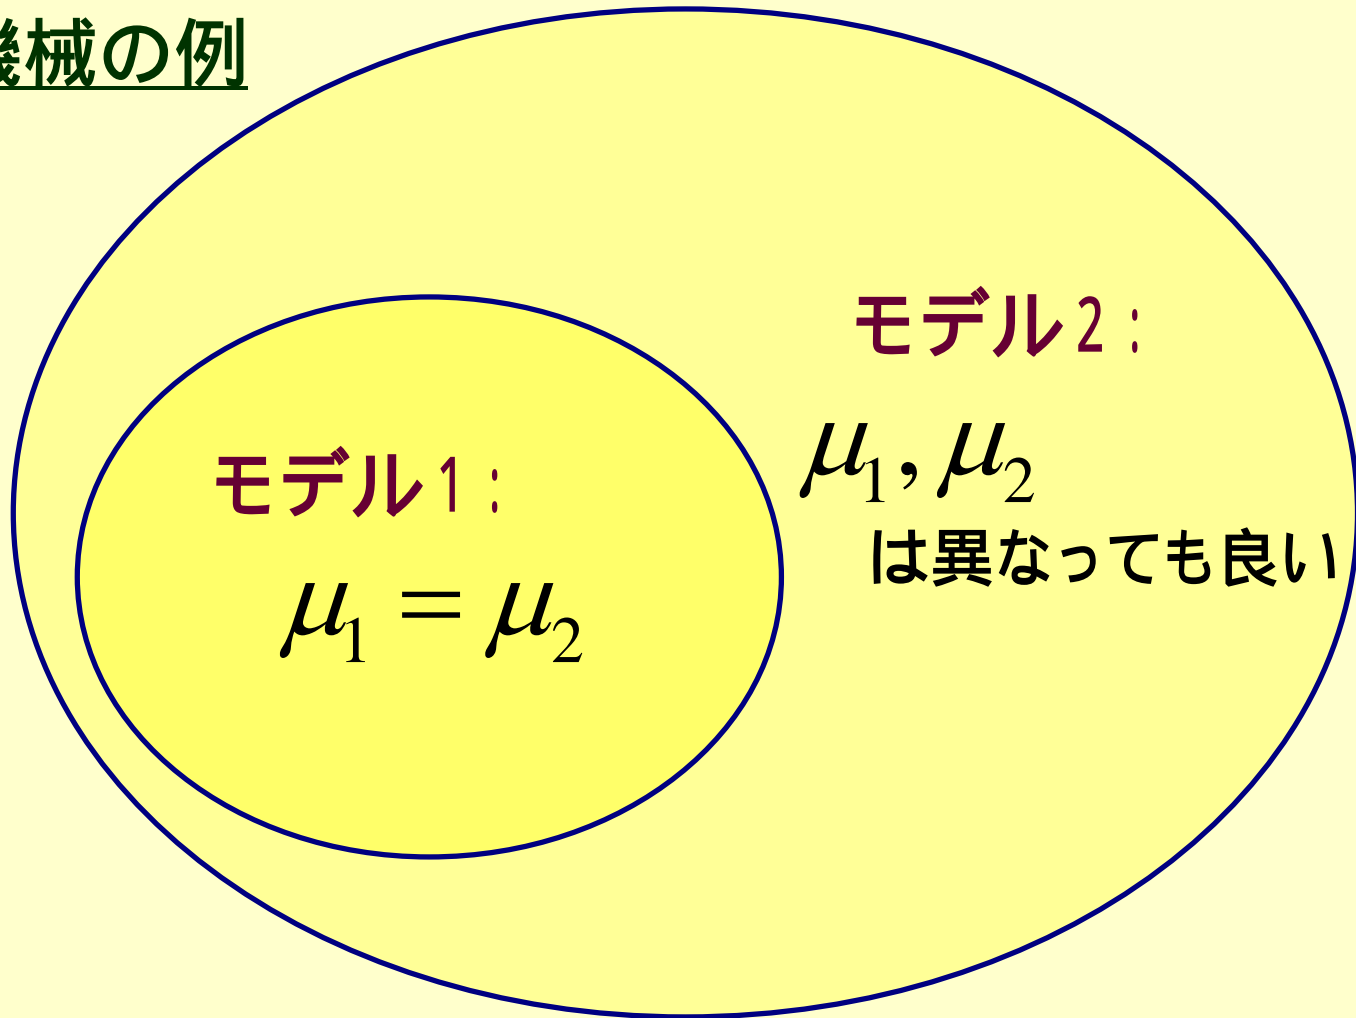 機械の例
モデル2：
モデル1：
μ₁, μ₂
は異なっても良い
μ₁ = μ₂